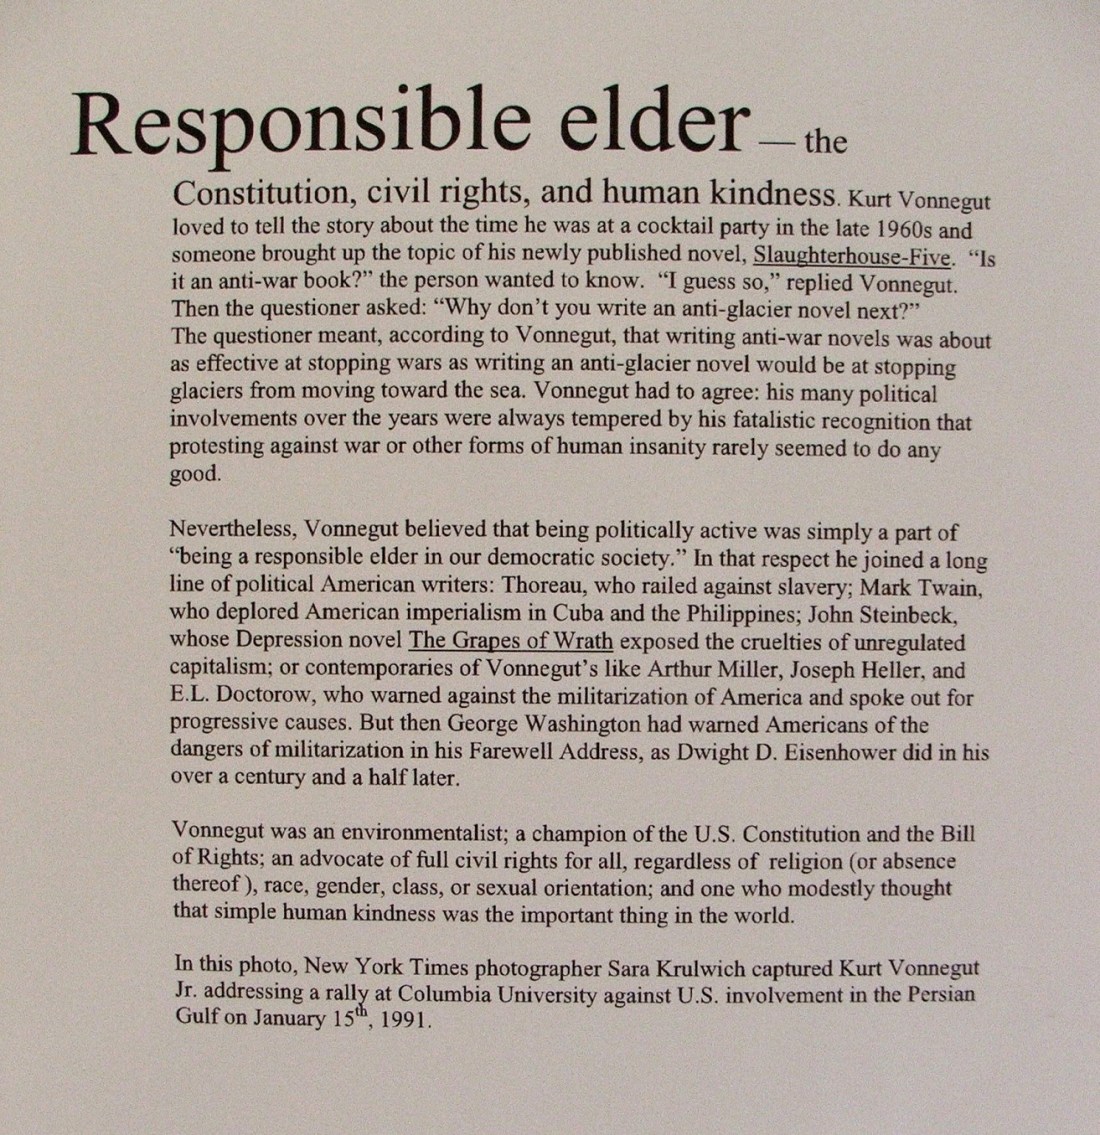 Responsible elder — the
Constitution, civil rights, and human kindness. Kurt Vonnegut
loved to tell the story about the time he was at a cocktail party in the late 1960s and
someone brought up the topic of his newly published novel, Slaughterhouse-Five.  “Is
it an anti-war book?” the person wanted to know.  “I guess so,” replied Vonnegut.
Then the questioner asked: “Why don’t you write an anti-glacier novel next?”
The questioner meant, according to Vonnegut, that writing anti-war novels was about
as effective at stopping wars as writing an anti-glacier novel would be at stopping
glaciers from moving toward the sea. Vonnegut had to agree: his many political
involvements over the years were always tempered by his fatalistic recognition that
protesting against war or other forms of human insanity rarely seemed to do any
good.
Nevertheless, Vonnegut believed that being politically active was simply a part of
“being a responsible elder in our democratic society.” In that respect he joined a long
line of political American writers: Thoreau, who railed against slavery; Mark Twain,
who deplored American imperialism in Cuba and the Philippines; John Steinbeck,
whose Depression novel The Grapes of Wrath exposed the cruelties of unregulated
capitalism; or contemporaries of Vonnegut’s like Arthur Miller, Joseph Heller, and
E.L. Doctorow, who warned against the militarization of America and spoke out for
progressive causes. But then George Washington had warned Americans of the
dangers of militarization in his Farewell Address, as Dwight D. Eisenhower did in his
over a century and a half later.
Vonnegut was an environmentalist; a champion of the U.S. Constitution and the Bill
of Rights; an advocate of full civil rights for all, regardless of  religion (or absence
thereof ), race, gender, class, or sexual orientation; and one who modestly thought
that simple human kindness was the important thing in the world.
In this photo, New York Times photographer Sara Krulwich captured Kurt Vonnegut
Jr. addressing a rally at Columbia University against U.S. involvement in the Persian
Gulf on January 15th, 1991.